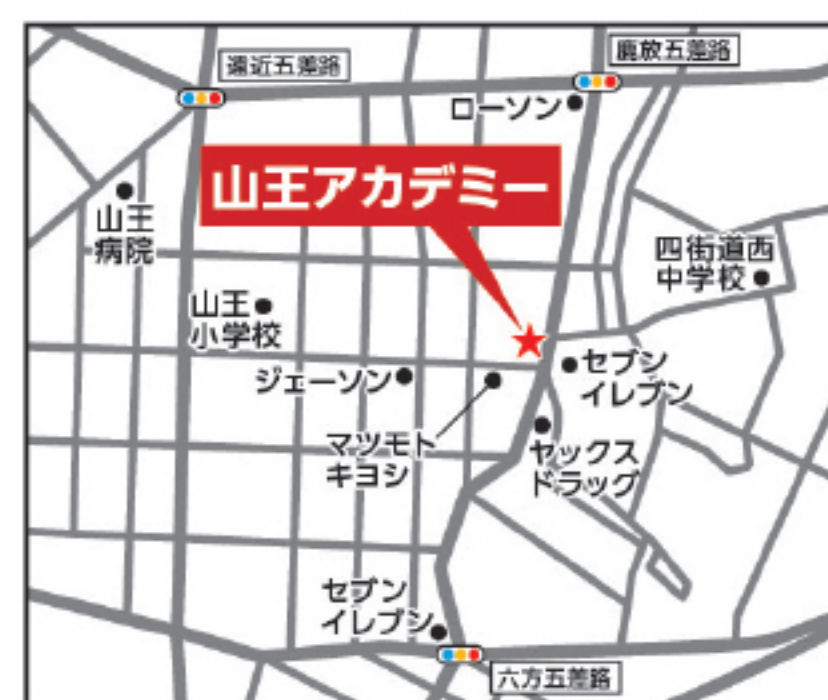 遠近五差路
鹿放五差路
ローソン
山王アカデミー
山王
病院
四街道西
中学校
山王
小学校
セブン
イレブン
ジェーソン
マツモト
キヨシ
ヤックス
ドラッグ
セブン
イレブン
六方五差路